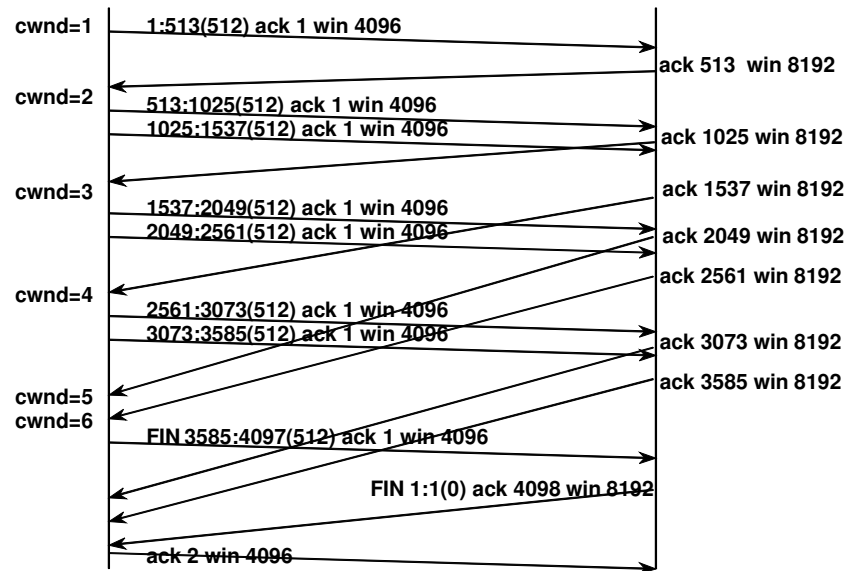 cwnd=1
1:513(512) ack 1 win 4096
ack 513 win 8192
cwnd=2
513:1025(512) ack 1 win 4096
1025:1537(512) ack 1 win 4096
ack 1025 win 8192
cwnd=3
ack 1537 win 8192
1537:2049(512) ack 1 win 4096
2049:2561(512) ack 1 win 4096
ack 2049 win 8192
ack 2561 win 8192
cwnd=4
2561:3073(512) ack 1 win 4096
3073:3585(512) ack 1 win 4096
ack 3073 win 8192
ack 3585 win 8192
cwnd=5
cwnd=6
FIN 3585:4097(512) ack 1 win 4096
FIN 1:1(0) ack 4098 win 8192
ack 2 win 4096